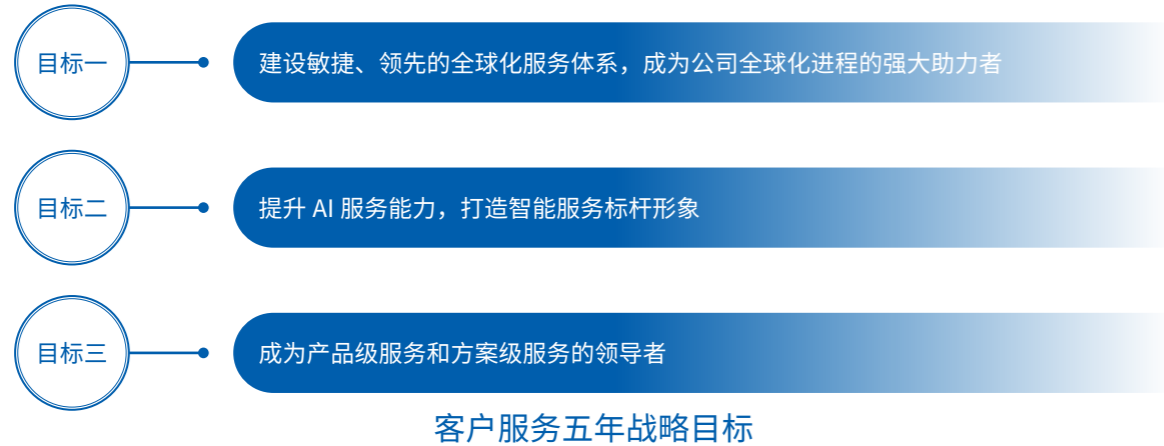 目标一
建设敏捷、领先的全球化服务体系，成为公司全球化进程的强大助力者
目标二
提升 AI 服务能力，打造智能服务标杆形象
目标三
成为产品级服务和方案级服务的领导者
客户服务五年战略目标